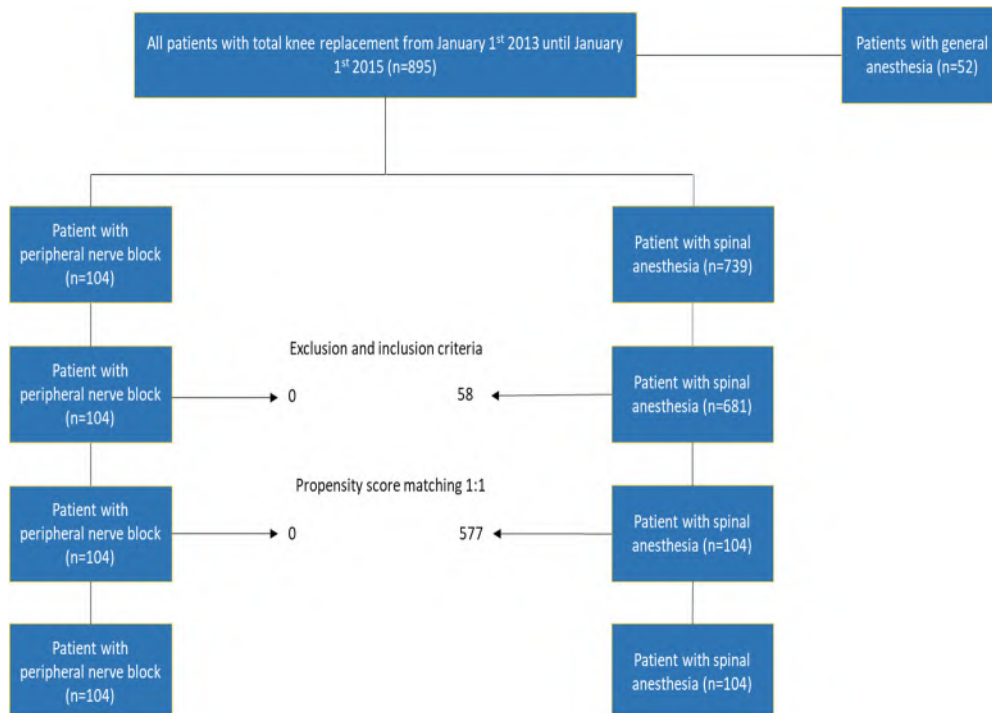 All patients with total knee replacement from January 1st 2013 until January
1st 2015 (n=895)
Patients with general
anesthesia (n=52)
Patient with
peripheral nerve block
(n=104)
Patient with spinal
anesthesia (n=739)
Exclusion and inclusion criteria
Patient with
peripheral nerve block
(n=104)
0
58
Patient with spinal
anesthesia (n=681)
Propensity score matching 1:1
Patient with
peripheral nerve block
(n=104)
0
577
Patient with spinal
anesthesia (n=104)
Patient with
peripheral nerve block
(n=104)
Patient with spinal
anesthesia (n=104)